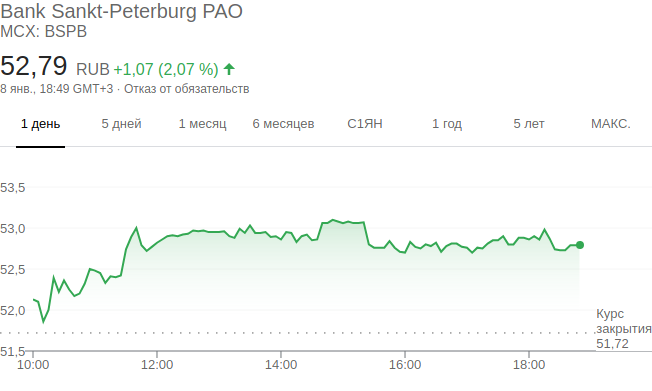 Bank Sankt-Peterburg PAO
MCX: BSPB
52,79 RUB +1,07 (2,07 %)
8 янв., 18:49 GMT+3 · Отказ от обязательств
1 день 5 дней 1 месяц 6 месяцев С1ЯН 1 год 5 лет МАКС.
53,5
53,0
52,5
52,0
Курс
закрытия
51,72
51,5
10:00 12:00 14:00 16:00 18:00